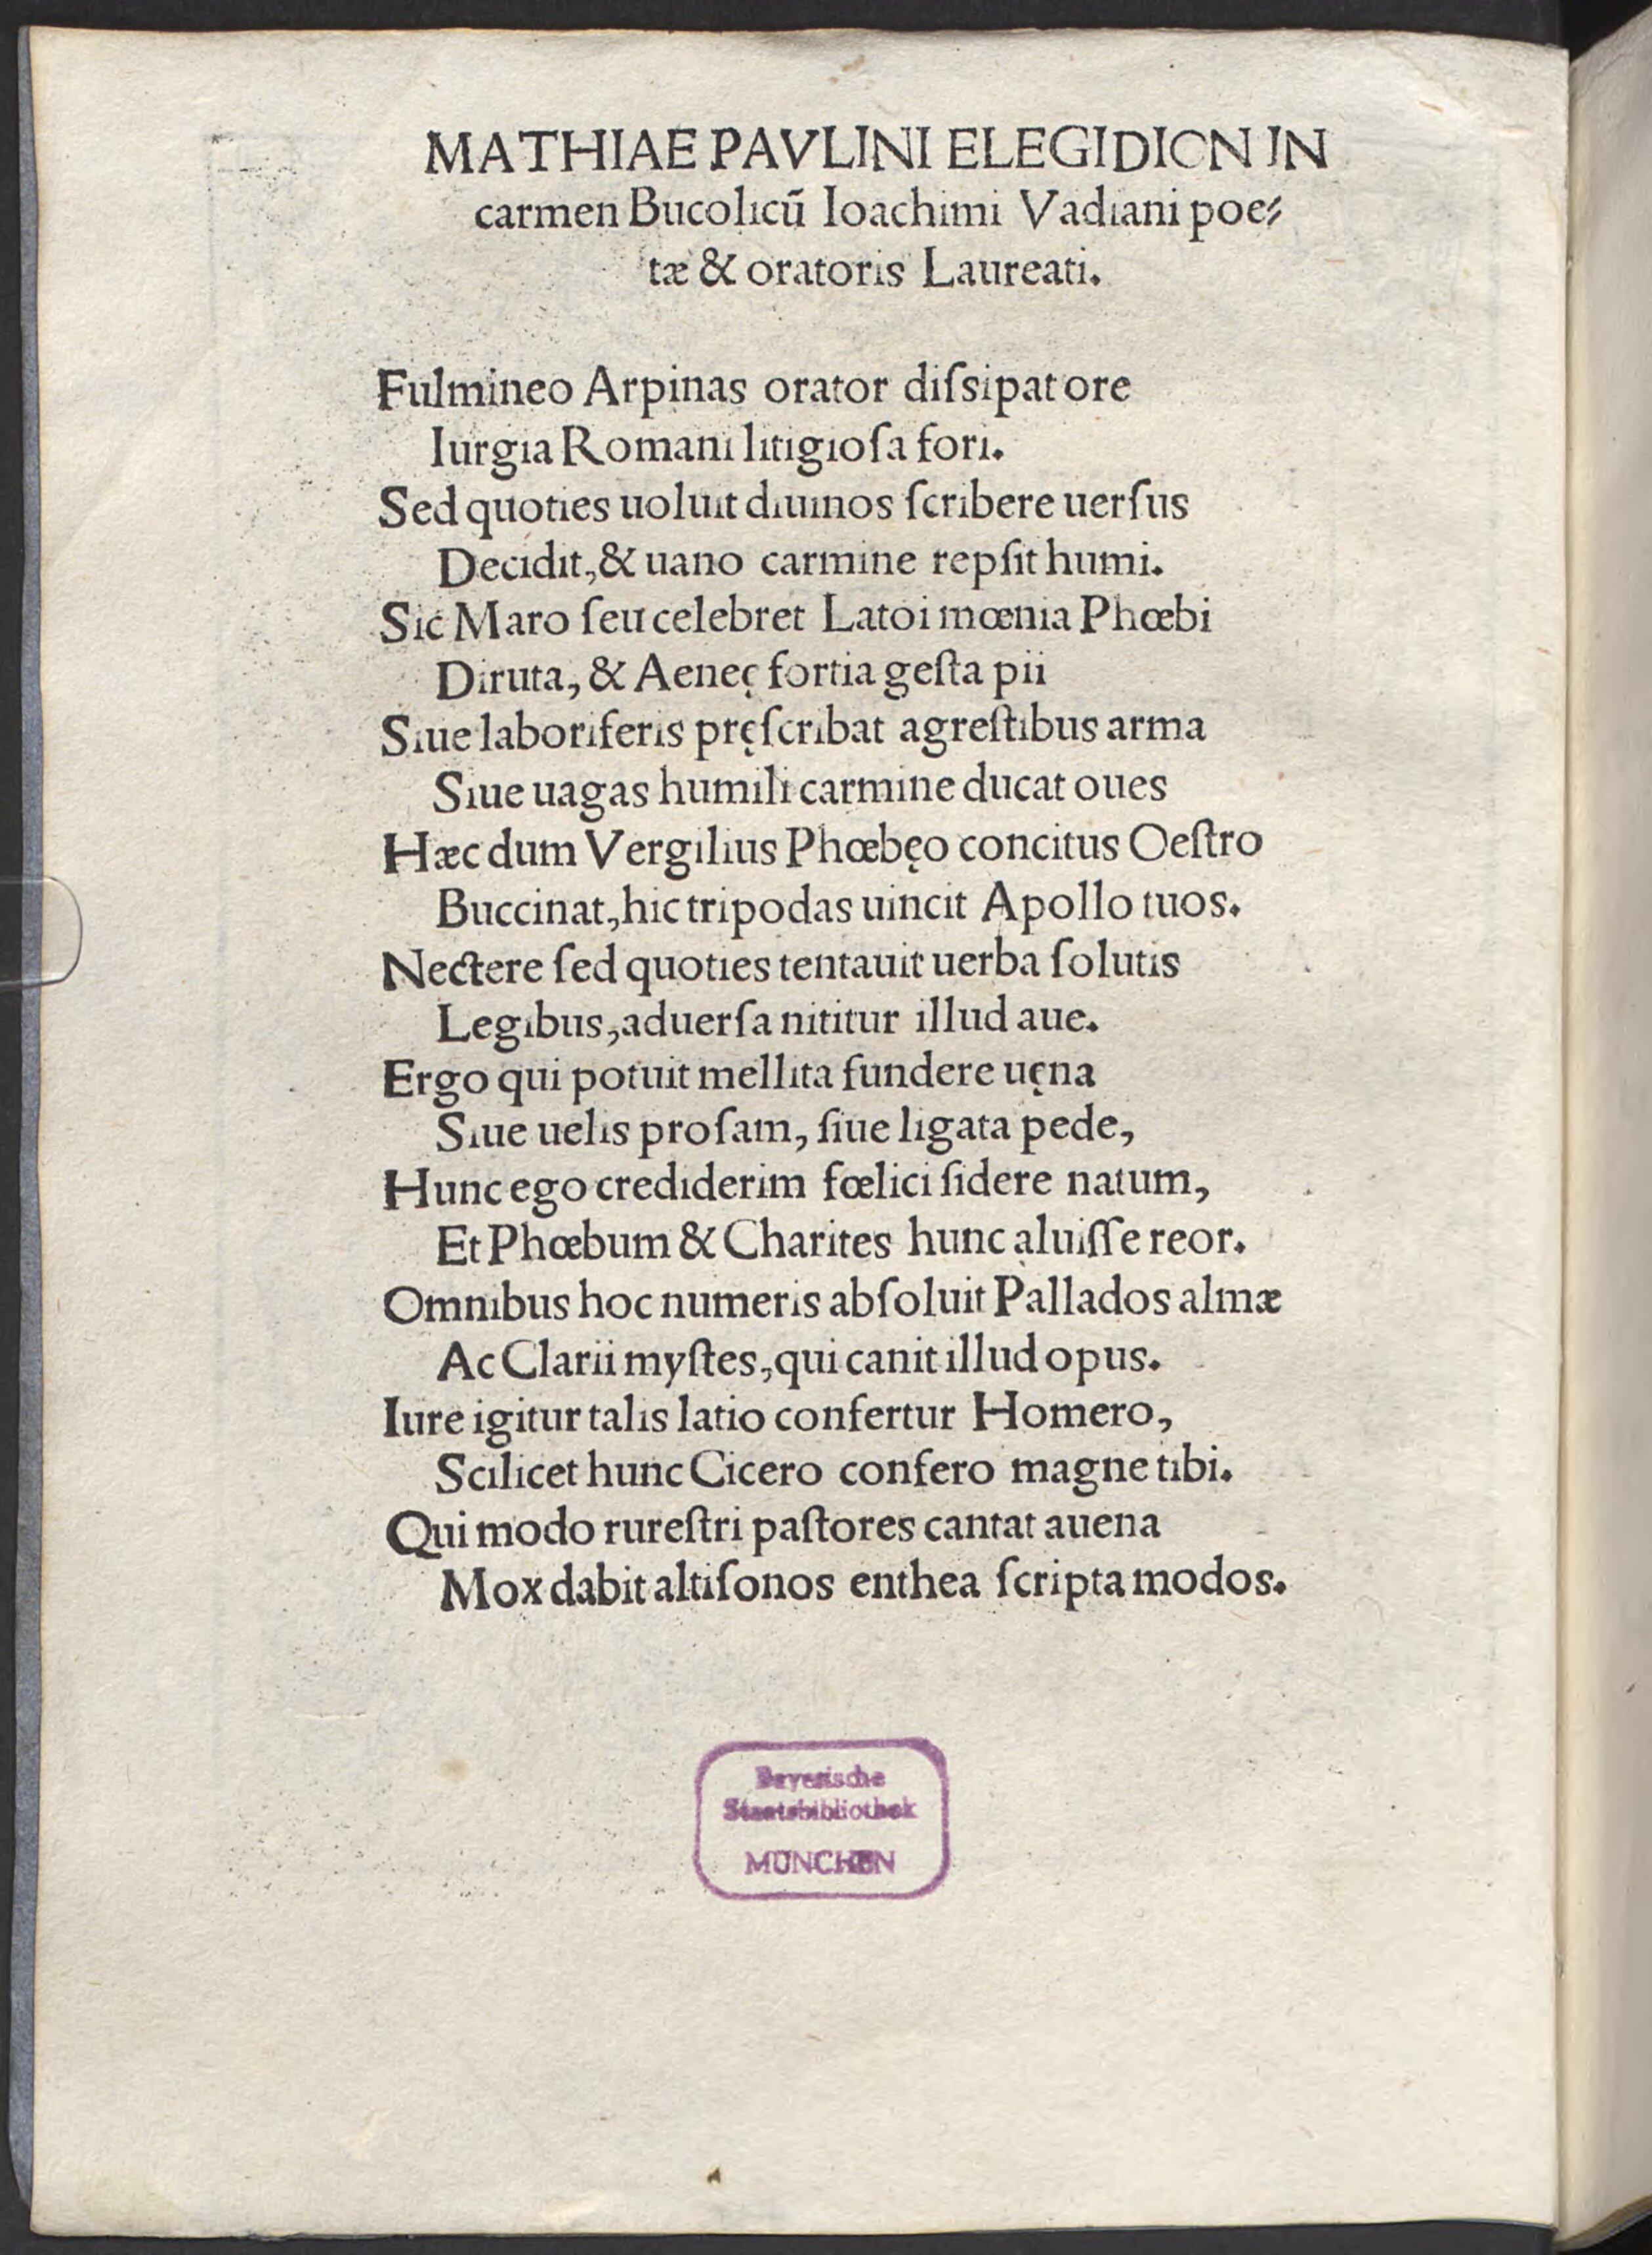 MATHIAE PAVLINI ELEGIDION IN
carmen Bucolicū Ioachimi Vadiani poe⸗
tæ & oratoris Laureati.
Fulmineo Arpinas orator diſsipat ore
Iurgia Romani litigioſa fori.
Sed quoties uoluit diuinos ſcribere uerſus
Decidit, & uano carmine repſit humi.
Sic Maro ſeu celebret Latoi mœnia Phœbi
Diruta, & Aeneę fortia geſta pii
Siue laboriferis pręſcribat agreſtibus arma
Siue uagas humili carmine ducat oues
Hæc dum Vergilius Phœbęo concitus Oeſtro
Buccinat, hic tripodas uincit Apollo tuos.
Nectere ſed quoties tentauit uerba ſolutis
Legibus, aduerſa nititur illud aue.
Ergo qui potuit mellita fundere uęna
Siue uelis proſam, ſiue ligata pede,
Hunc ego crediderim fœlici ſidere natum,
Et Phœbum & Charites hunc aluiſſe reor.
Omnibus hoc numeris abſoluit Pallados almæ
Ac Clarii myſtes, qui canit illud opus.
Iure igitur talis latio confertur Homero,
Scilicet hunc Cicero confero magne tibi.
Qui modo rureſtri paſtores cantat auena
Mox dabit altiſonos enthea ſcripta modos.
Bayerische
Staatsbibliothek
MÜNCHEN